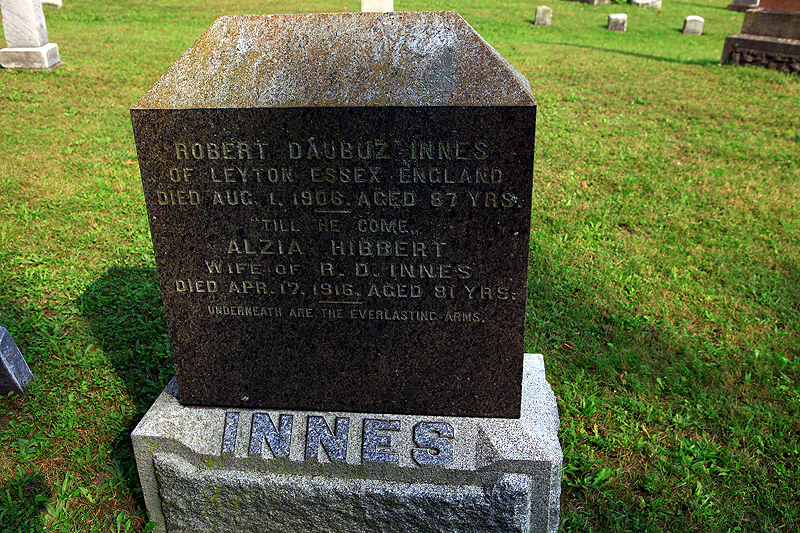 ROBERT DAUBUZ INNES
OF LEYTON ESSEX ENGLAND
DIED AUG. 1, 1906. AGED 87 YRS.
"TILL HE COME."
ALZIA HIBBERT
WIFE OF R. D. INNES
DIED APR. 17, 1916, AGED 81 YRS.
UNDERNEATH ARE THE EVERLASTING ARMS.
INNES